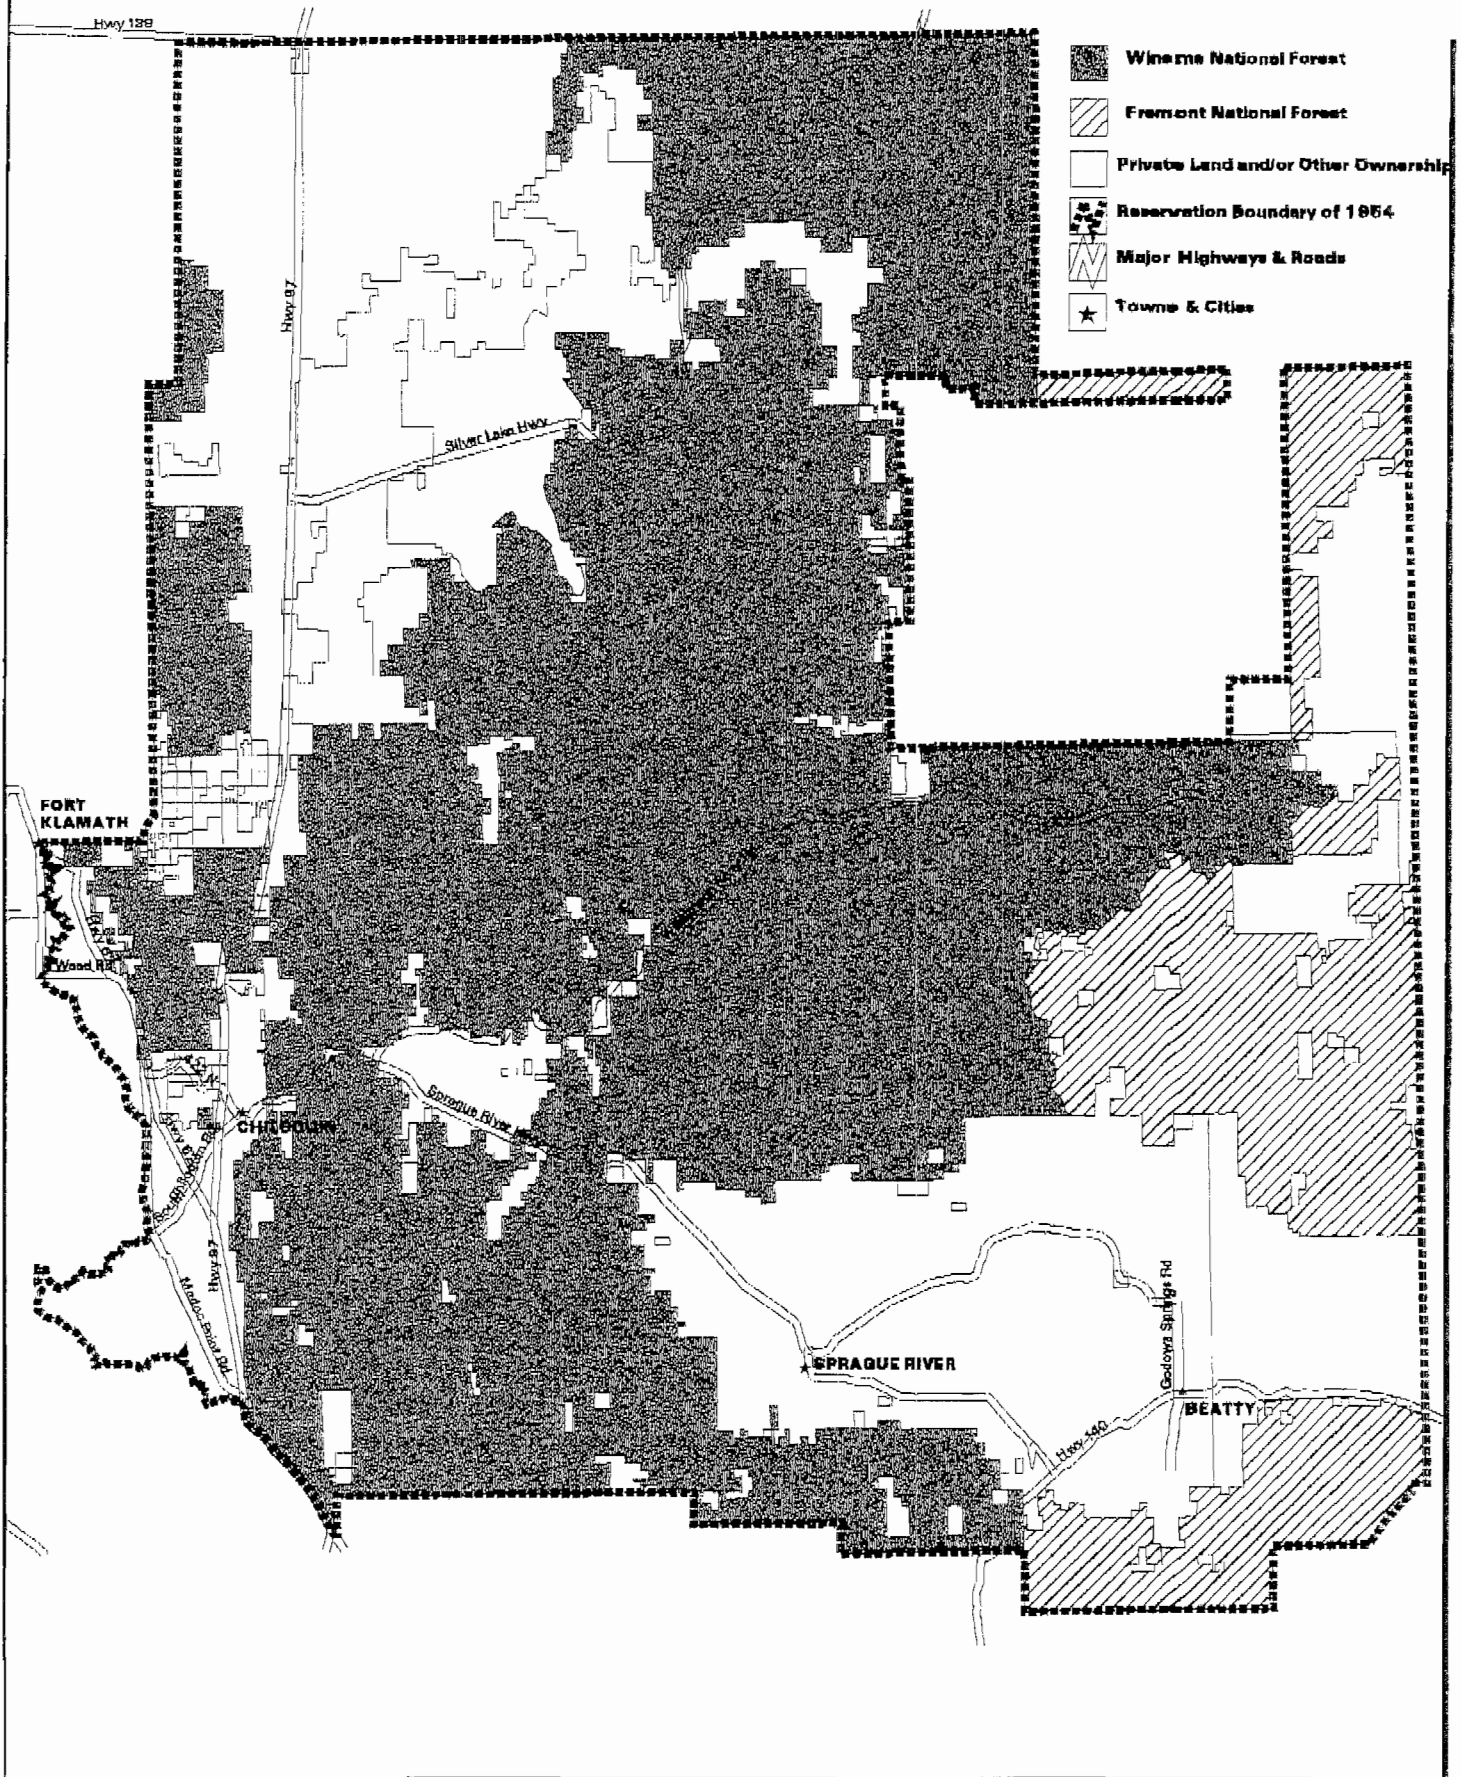 Hwy 138
Winema National Forest
Fremont National Forest
Private Land and/or Other Ownership
Reservation Boundary of 1954
Major Highways & Roads
Towns & Cities
Hwy 97
Silver Lake Hwy
FORT
KLAMATH
Wood Rd
Sprague River Hwy
CHILOQUIN
Hwy 97
Modoc Point Rd
SPRAGUE RIVER
Godowa Springs Rd
BEATTY
Hwy 140